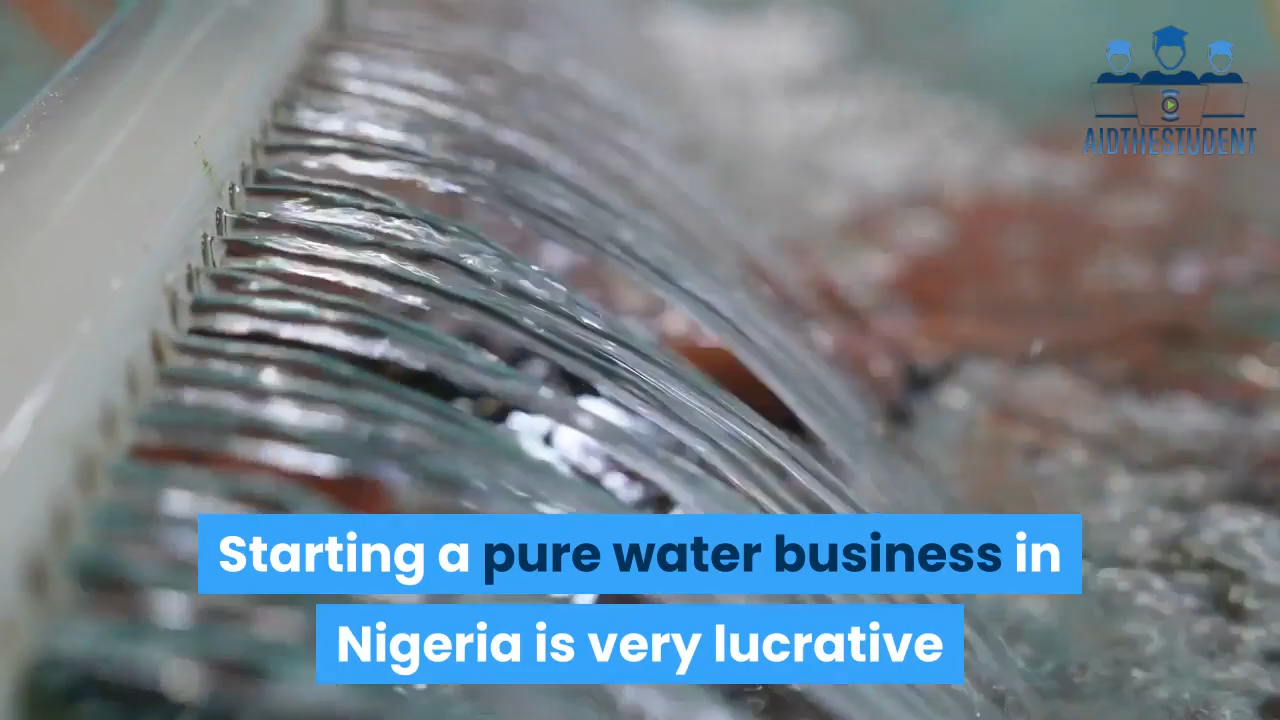 AIDTHESTUDENT
Starting a pure water business in
Nigeria is very lucrative